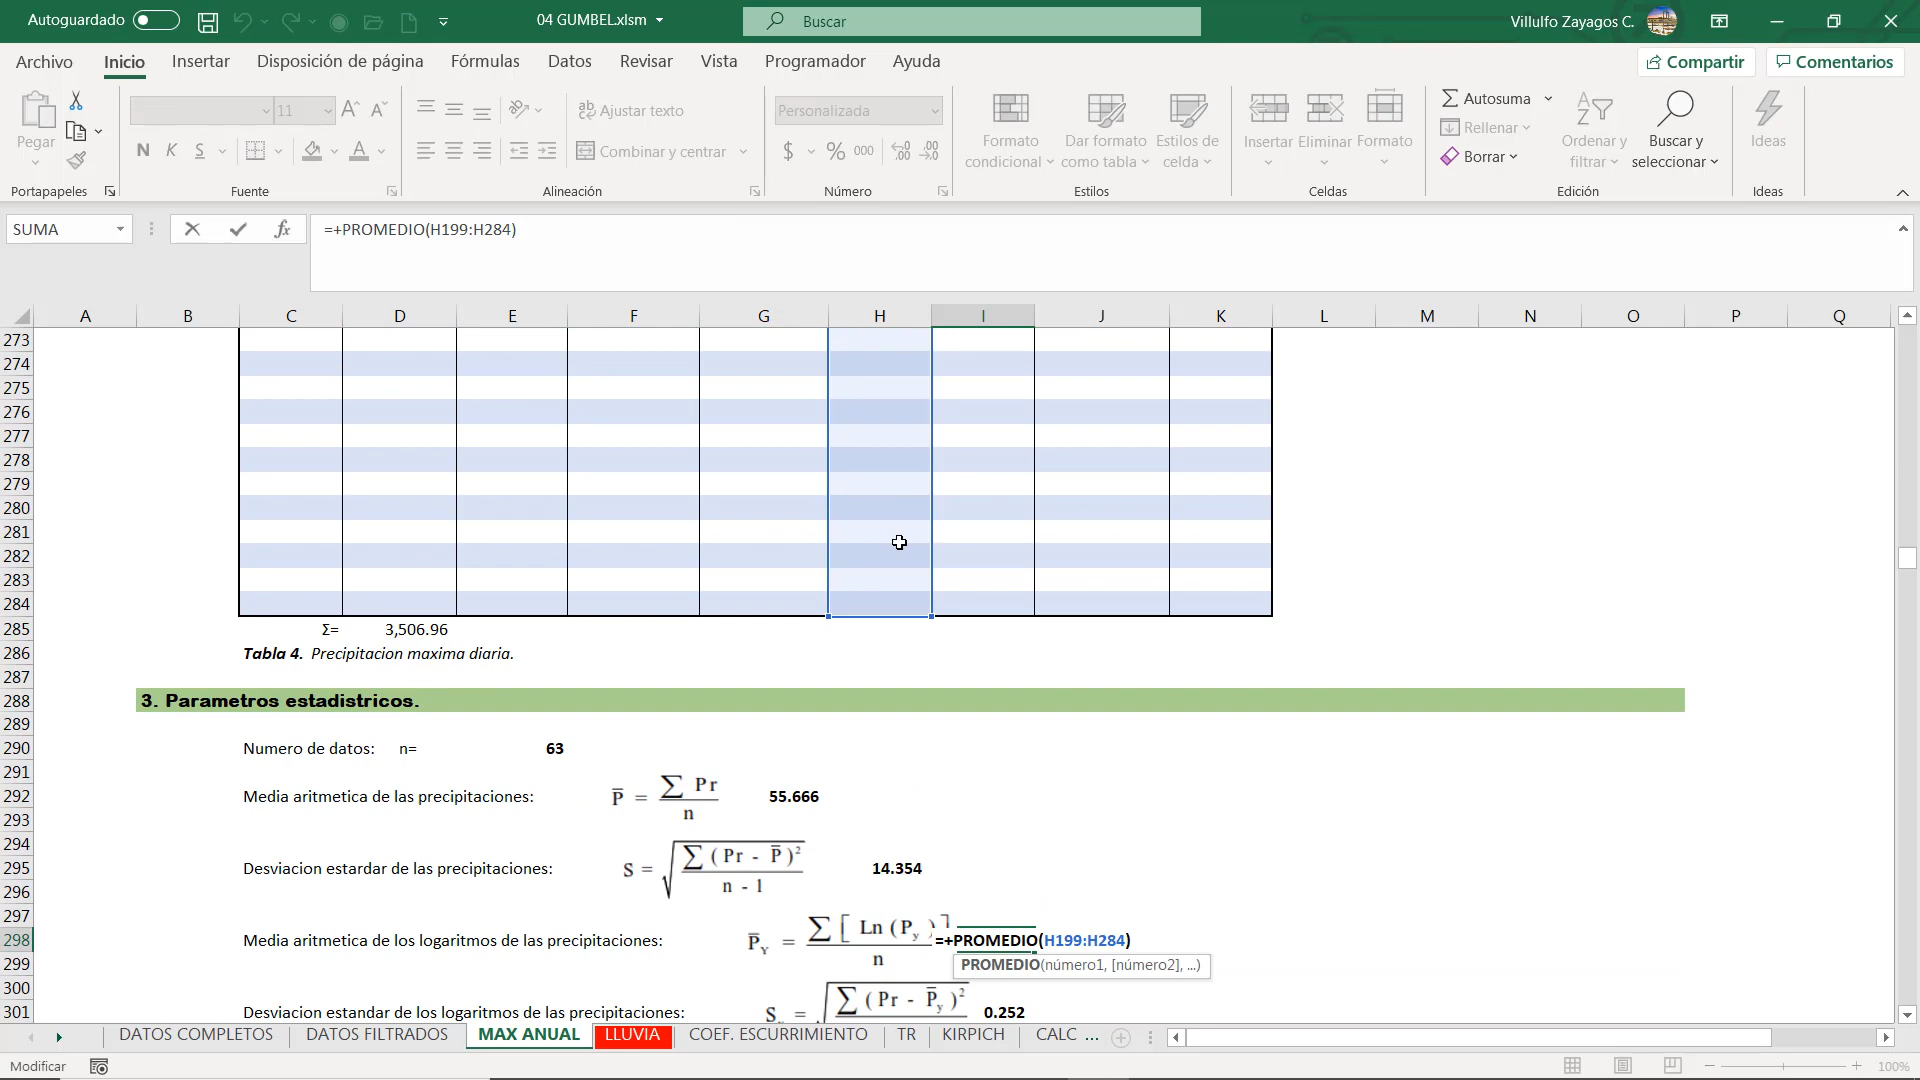 Autoguardado
04 GUMBEL.xlsm
Buscar
Villulfo Zayagos C.
Archivo Inicio Insertar Disposición de página Fórmulas Datos Revisar Vista Programador Ayuda
Compartir Comentarios
Pegar
11
N K S
Ajustar texto
Combinar y centrar
Personalizada
$ % 000
Formato condicional
Dar formato como tabla
Estilos de celda
Insertar Eliminar Formato
Autosuma
Rellenar
Borrar
Ordenar y filtrar
Buscar y seleccionar
Ideas
Portapapeles Fuente Alineación Número Estilos Celdas Edición Ideas
SUMA
=+PROMEDIO(H199:H284)
A B C D E F G H I J K L M N O P Q
273
274
275
276
277
278
279
280
281
282
283
284
285 Σ= 3,506.96
286 Tabla 4. Precipitacion maxima diaria.
287
288 3. Parametros estadistricos.
289
290 Numero de datos: n= 63
291
292 Media aritmetica de las precipitaciones: P̅ = ∑ Pr / n 55.666
293
294
295 Desviacion estardar de las precipitaciones: S = √ ∑ ( Pr - P̅ )² / n - 1 14.354
296
297
298 Media aritmetica de los logaritmos de las precipitaciones: P̅Y = ∑ [ Ln ( Py ) ] / n =+PROMEDIO(H199:H284)
299 PROMEDIO(número1, [número2], ...)
300
301 Desviacion estandar de los logaritmos de las precipitaciones: S = √ ∑ ( Pr - P̅y )² 0.252
DATOS COMPLETOS DATOS FILTRADOS MAX ANUAL LLUVIA COEF. ESCURRIMIENTO TR KIRPICH CALC ...
Modificar
100%